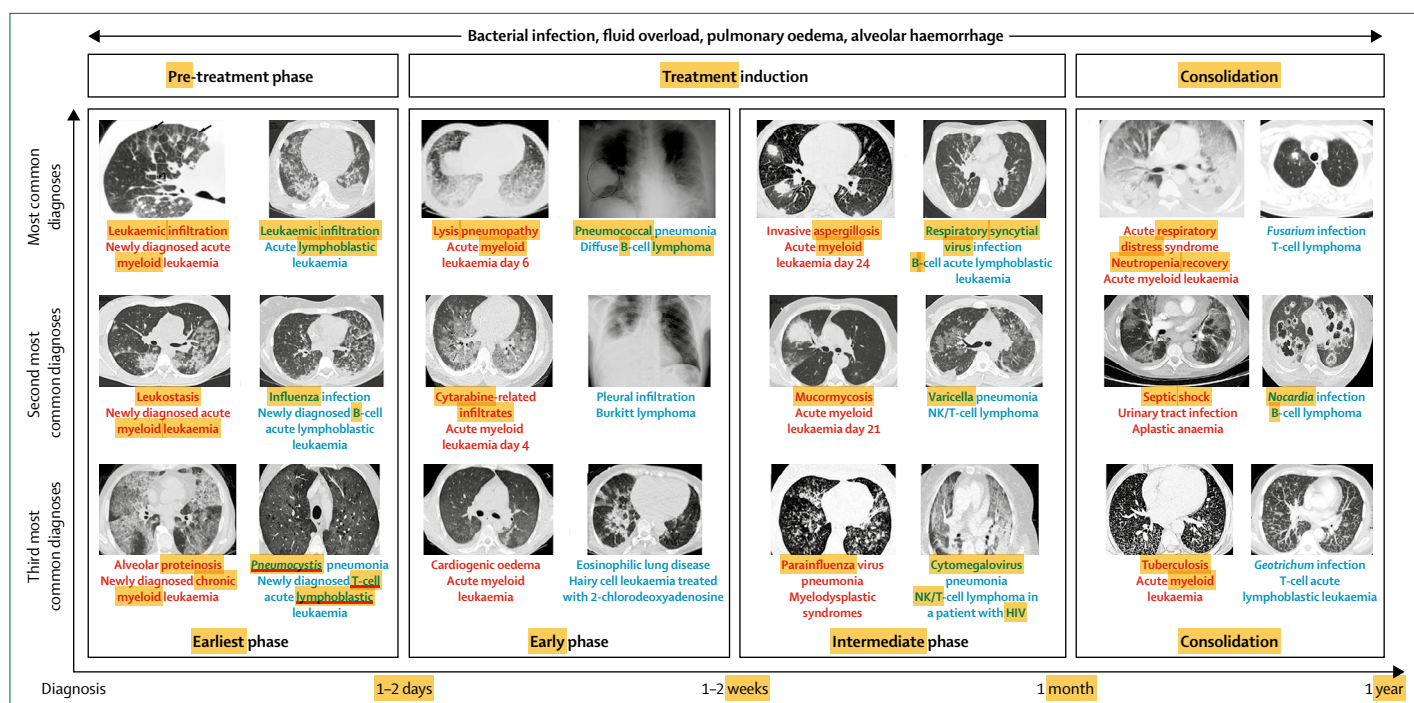 Bacterial infection, fluid overload, pulmonary oedema, alveolar haemorrhage
Pre-treatment phase
Treatment induction
Consolidation
Most common
diagnoses
Leukaemic infiltration
Newly diagnosed acute
myeloid leukaemia
Leukaemic infiltration
Acute lymphoblastic
leukaemia
Lysis pneumopathy
Acute myeloid
leukaemia day 6
Pneumococcal pneumonia
Diffuse B-cell lymphoma
Invasive aspergillosis
Acute myeloid
leukaemia day 24
Respiratory syncytial
virus infection
B-cell acute lymphoblastic
leukaemia
Acute respiratory
distress syndrome
Neutropenia recovery
Acute myeloid leukaemia
Fusarium infection
T-cell lymphoma
Second most
common diagnoses
Leukostasis
Newly diagnosed acute
myeloid leukaemia
Influenza infection
Newly diagnosed B-cell
acute lymphoblastic
leukaemia
Cytarabine-related
infiltrates
Acute myeloid
leukaemia day 4
Pleural infiltration
Burkitt lymphoma
Mucormycosis
Acute myeloid
leukaemia day 21
Varicella pneumonia
NK/T-cell lymphoma
Septic shock
Urinary tract infection
Aplastic anaemia
Nocardia infection
B-cell lymphoma
Third most
common diagnoses
Alveolar proteinosis
Newly diagnosed chronic
myeloid leukaemia
Pneumocystis pneumonia
Newly diagnosed T-cell
acute lymphoblastic
leukaemia
Cardiogenic oedema
Acute myeloid
leukaemia
Eosinophilic lung disease
Hairy cell leukaemia treated
with 2-chlorodeoxyadenosine
Parainfluenza virus
pneumonia
Myelodysplastic
syndromes
Cytomegalovirus
pneumonia
NK/T-cell lymphoma in
a patient with HIV
Tuberculosis
Acute myeloid
leukaemia
Geotrichum infection
T-cell acute
lymphoblastic leukaemia
Earliest phase
Early phase
Intermediate phase
Consolidation
Diagnosis
1–2 days
1–2 weeks
1 month
1 year